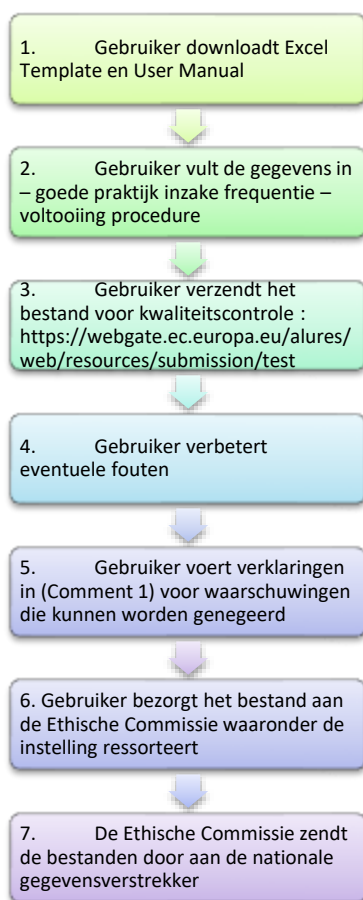 1. Gebruiker downloadt Excel
Template en User Manual
2. Gebruiker vult de gegevens in
– goede praktijk inzake frequentie –
voltooiing procedure
3. Gebruiker verzendt het
bestand voor kwaliteitscontrole :
https://webgate.ec.europa.eu/alures/
web/resources/submission/test
4. Gebruiker verbetert
eventuele fouten
5. Gebruiker voert verklaringen
in (Comment 1) voor waarschuwingen
die kunnen worden genegeerd
6. Gebruiker bezorgt het bestand aan
de Ethische Commissie waaronder de
instelling ressorteert
7. De Ethische Commissie zendt
de bestanden door aan de nationale
gegevensverstrekker